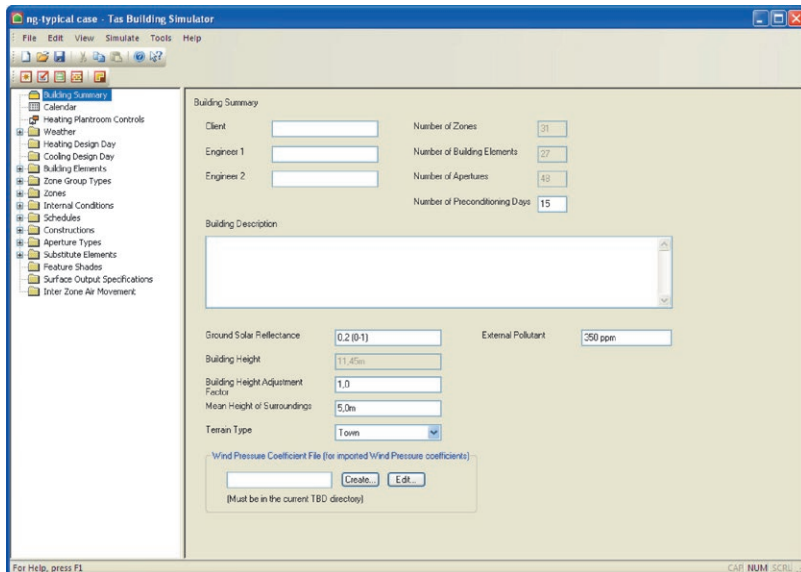 ng-typical case - Tas Building Simulator
File Edit View Simulate Tools Help
Building Summary
Calendar
Heating Plantroom Controls
Weather
Heating Design Day
Cooling Design Day
Building Elements
Zone Group Types
Zones
Internal Conditions
Schedules
Constructions
Aperture Types
Substitute Elements
Feature Shades
Surface Output Specifications
Inter Zone Air Movement
Building Summary
Client
Number of Zones 31
Engineer 1
Number of Building Elements 27
Engineer 2
Number of Apertures 48
Number of Preconditioning Days 15
Building Description
Ground Solar Reflectance 0,2 (0-1) External Pollutant 350 ppm
Building Height 11,45m
Building Height Adjustment
Factor 1,0
Mean Height of Surroundings 5,0m
Terrain Type Town
Wind Pressure Coefficient File (for imported Wind Pressure coefficients)
Create... Edit...
(Must be in the current TBD directory)
For Help, press F1 CAP NUM SCRL